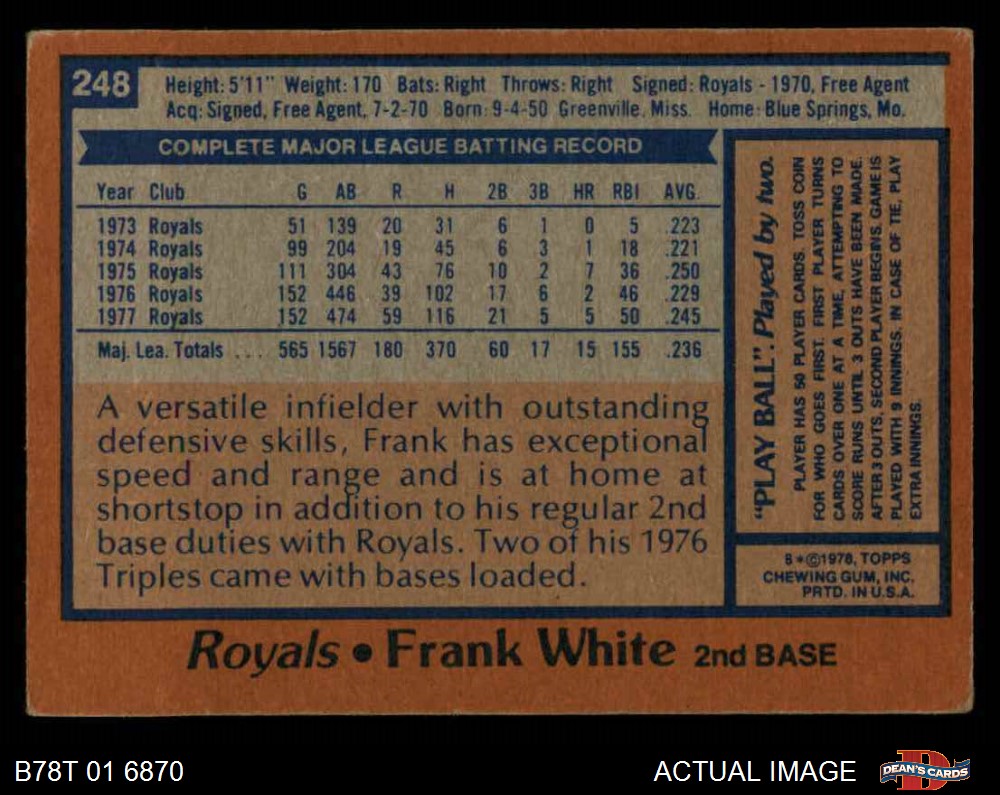 248
Height: 5'11" Weight: 170 Bats: Right Throws: Right Signed: Royals - 1970, Free Agent
Acq: Signed, Free Agent, 7-2-70 Born: 9-4-50 Greenville, Miss. Home: Blue Springs, Mo.
COMPLETE MAJOR LEAGUE BATTING RECORD
Year Club G AB R H 2B 3B HR RBI AVG.
1973 Royals 51 139 20 31 6 1 0 5 .223
1974 Royals 99 204 19 45 6 3 1 18 .221
1975 Royals 111 304 43 76 10 2 7 36 .250
1976 Royals 152 446 39 102 17 6 2 46 .229
1977 Royals 152 474 59 116 21 5 5 50 .245
Maj. Lea. Totals . . . 565 1567 180 370 60 17 15 155 .236
A versatile infielder with outstanding
defensive skills, Frank has exceptional
speed and range and is at home at
shortstop in addition to his regular 2nd
base duties with Royals. Two of his 1976
Triples came with bases loaded.
"PLAY BALL". Played by two.
PLAYER HAS 50 PLAYER CARDS. TOSS COIN
FOR WHO GOES FIRST. FIRST PLAYER TURNS
CARDS OVER ONE AT A TIME, ATTEMPTING TO
SCORE RUNS UNTIL 3 OUTS HAVE BEEN MADE.
AFTER 3 OUTS, SECOND PLAYER BEGINS. GAME IS
PLAYED WITH 9 INNINGS. IN CASE OF TIE, PLAY
EXTRA INNINGS.
B*©1978, TOPPS
CHEWING GUM, INC.
PRTD. IN U.S.A.
Royals • Frank White 2nd BASE
B78T 01 6870
ACTUAL IMAGE
D
DEAN'S CARDS